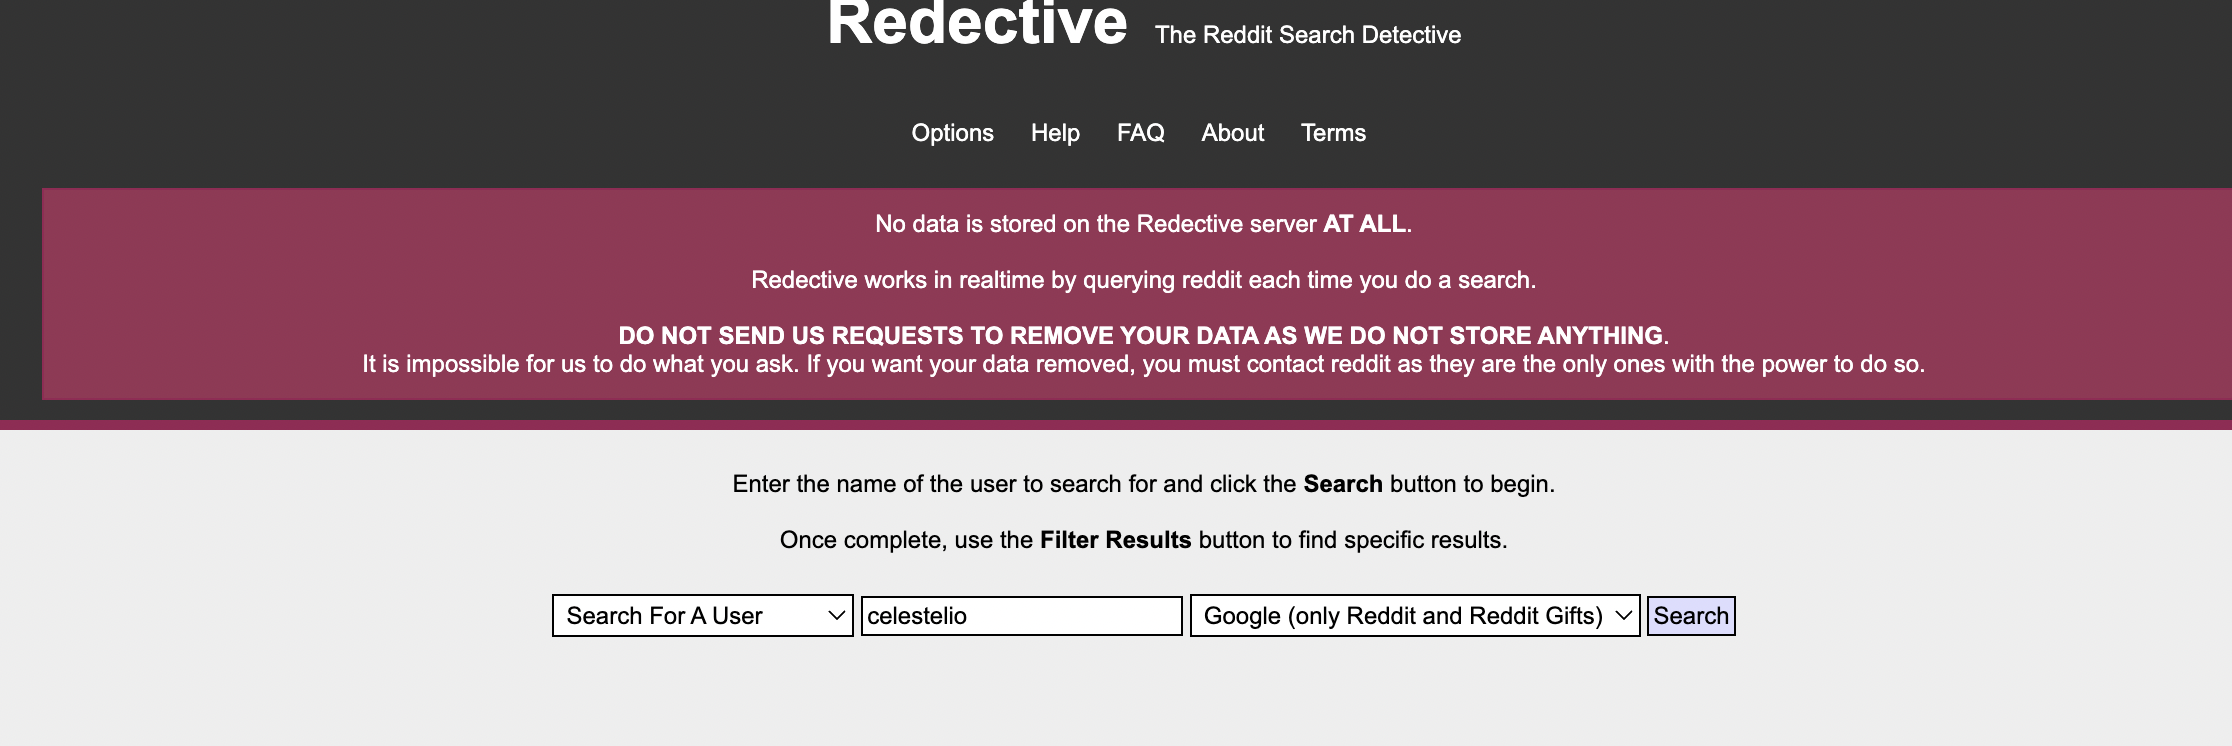 Redective The Reddit Search Detective
Options Help FAQ About Terms
No data is stored on the Redective server AT ALL.
Redective works in realtime by querying reddit each time you do a search.
DO NOT SEND US REQUESTS TO REMOVE YOUR DATA AS WE DO NOT STORE ANYTHING.
It is impossible for us to do what you ask. If you want your data removed, you must contact reddit as they are the only ones with the power to do so.
Enter the name of the user to search for and click the Search button to begin.
Once complete, use the Filter Results button to find specific results.
Search For A User celestelio Google (only Reddit and Reddit Gifts) Search